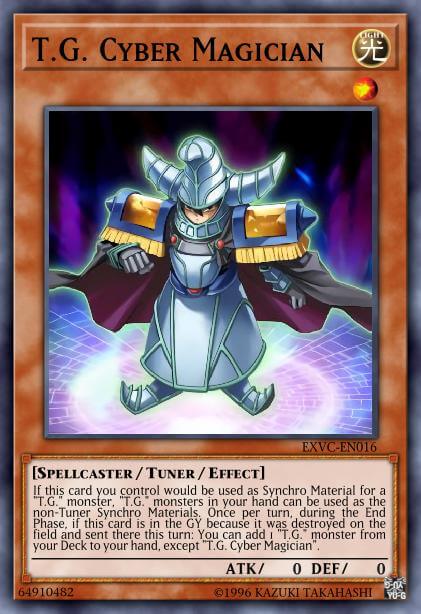 T.G. CYBER MAGICIAN
LIGHT
光
EXVC-EN016
[SPELLCASTER / TUNER / EFFECT]
If this card you control would be used as Synchro Material for a
"T.G." monster, "T.G." monsters in your hand can be used as the
non-Tuner Synchro Materials. Once per turn, during the End
Phase, if this card is in the GY because it was destroyed on the
field and sent there this turn: You can add 1 "T.G." monster from
your Deck to your hand, except "T.G. Cyber Magician".
ATK/ 0 DEF/ 0
64910482 ©1996 KAZUKI TAKAHASHI